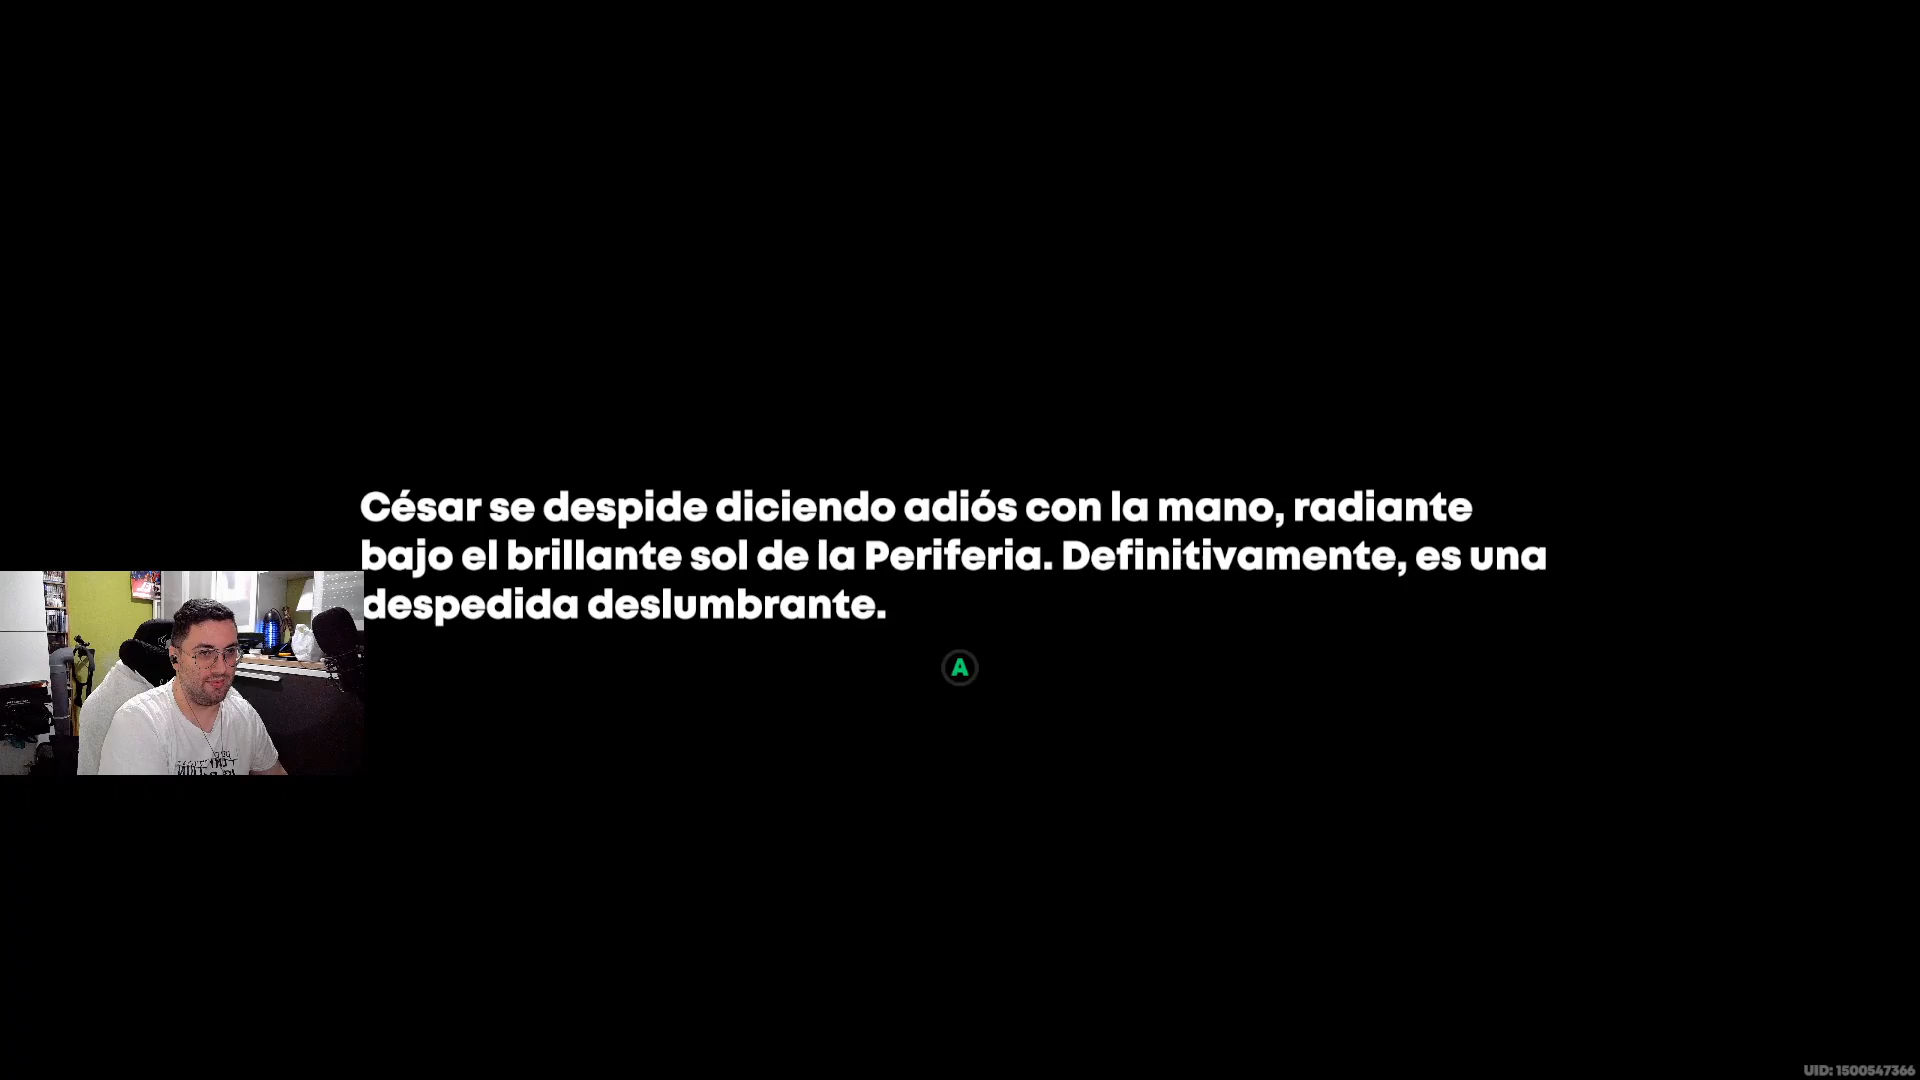 César se despide diciendo adiós con la mano, radiante
bajo el brillante sol de la Periferia. Definitivamente, es una
despedida deslumbrante.
A
UID: 1500547366